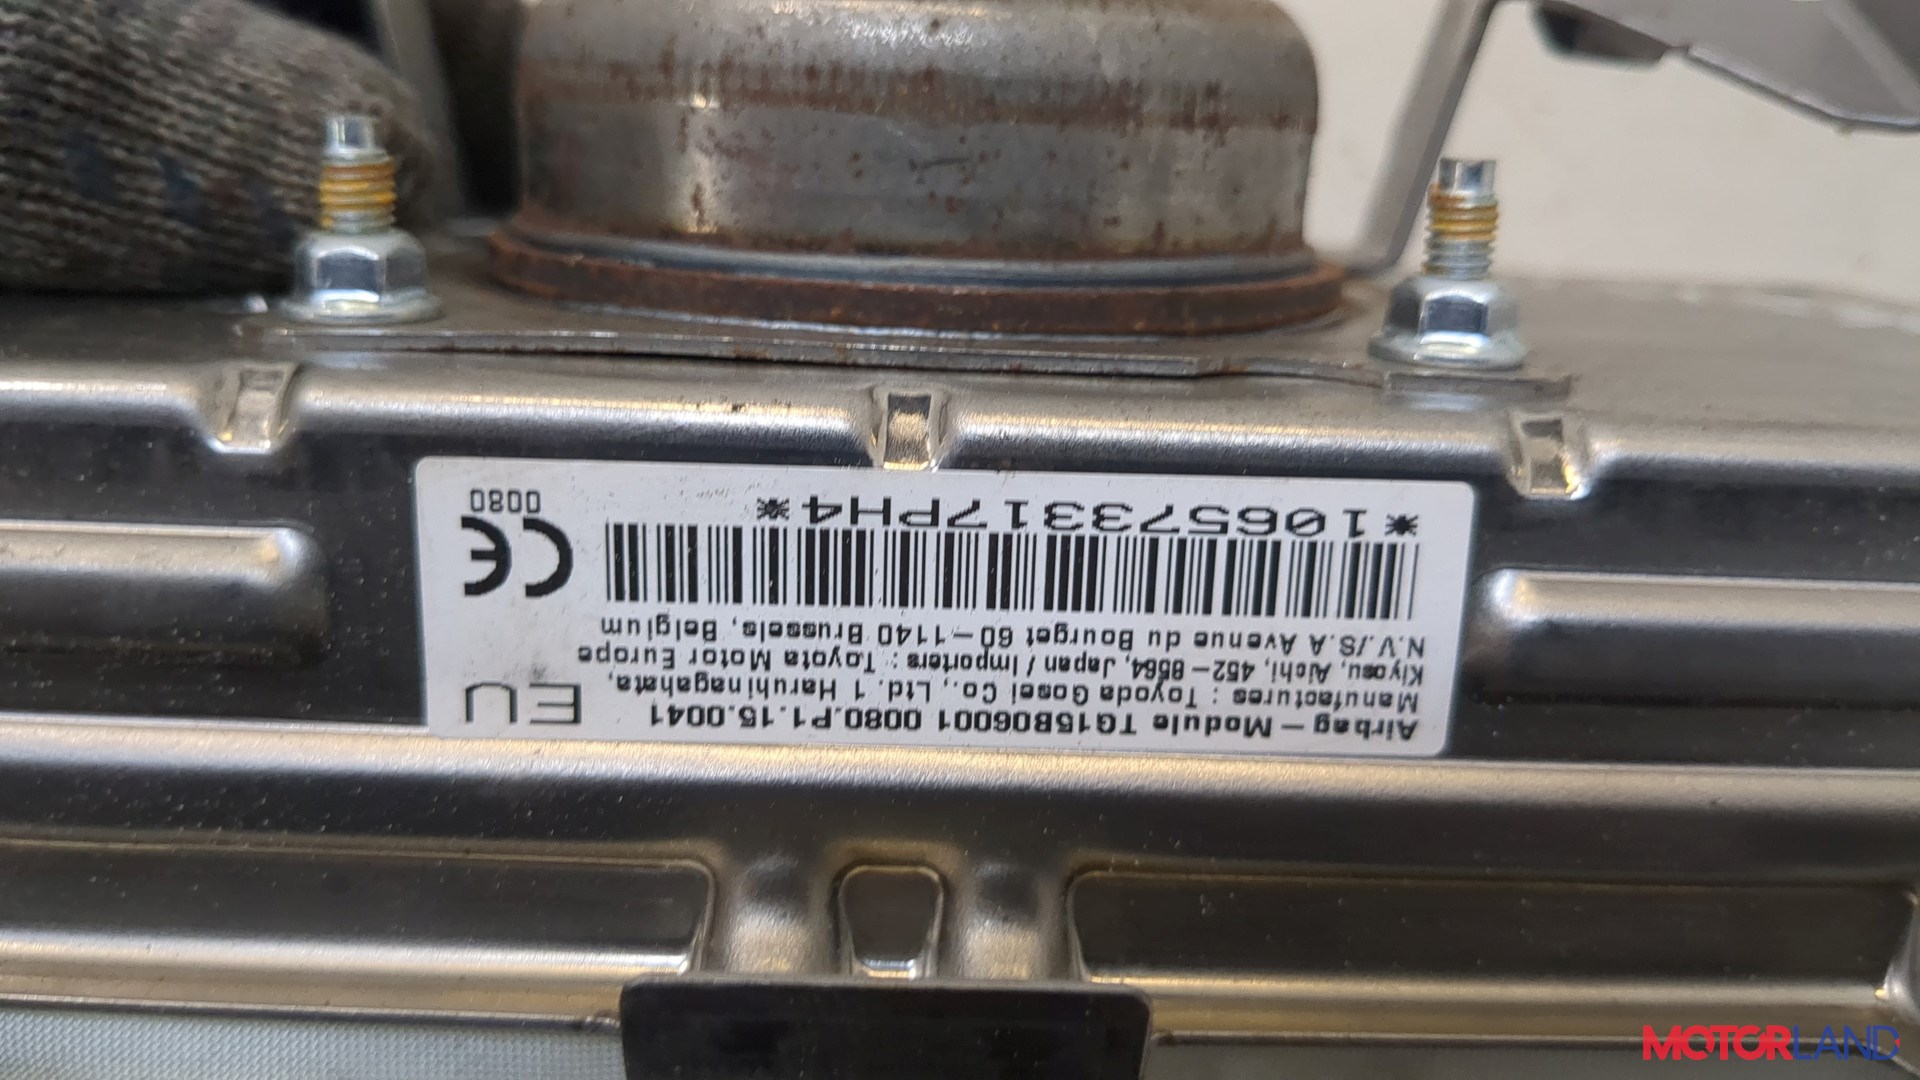 Airbag-Module TG15B06001 0080.P1.15.0041
Manufactures : Toyoda Gosei Co., Ltd. 1 Haruhinagahata,
Kiyosu, Aichi, 452-8564, Japan / Importers : Toyota Motor Europe
N.V./S.A Avenue du Bourget 60-1140 Brussels, Belgium
EU
*1065733317PH4*
CE
0080
MOTORLAND